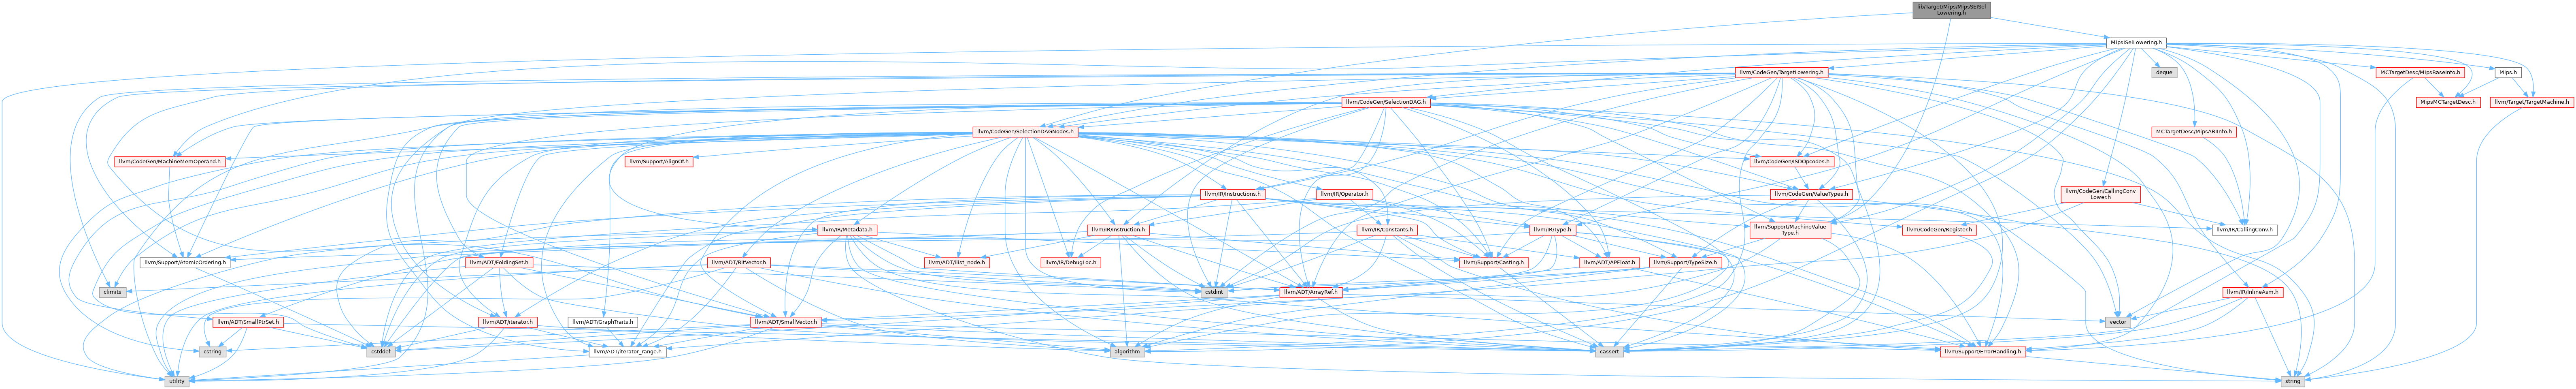 lib/Target/Mips/MipsSEISel
Lowering.h
MipsISelLowering.h
llvm/CodeGen/TargetLowering.h
deque
MCTargetDesc/MipsBaseInfo.h
Mips.h
llvm/CodeGen/SelectionDAG.h
MipsMCTargetDesc.h
llvm/Target/TargetMachine.h
llvm/CodeGen/SelectionDAGNodes.h
MCTargetDesc/MipsABIInfo.h
llvm/CodeGen/MachineMemOperand.h
llvm/Support/AlignOf.h
llvm/CodeGen/ISDOpcodes.h
llvm/IR/Instructions.h
llvm/IR/Operator.h
llvm/CodeGen/ValueTypes.h
llvm/CodeGen/CallingConv
Lower.h
llvm/IR/Metadata.h
llvm/IR/Instruction.h
llvm/IR/Constants.h
llvm/IR/Type.h
llvm/Support/MachineValue
Type.h
llvm/CodeGen/Register.h
llvm/IR/CallingConv.h
llvm/Support/AtomicOrdering.h
llvm/ADT/FoldingSet.h
llvm/ADT/BitVector.h
llvm/ADT/ilist_node.h
llvm/IR/DebugLoc.h
llvm/Support/Casting.h
llvm/ADT/APFloat.h
llvm/Support/TypeSize.h
climits
cstdint
llvm/ADT/ArrayRef.h
llvm/IR/InlineAsm.h
llvm/ADT/SmallPtrSet.h
llvm/ADT/iterator.h
llvm/ADT/GraphTraits.h
llvm/ADT/SmallVector.h
vector
cstring
cstddef
llvm/ADT/iterator_range.h
algorithm
cassert
llvm/Support/ErrorHandling.h
utility
string